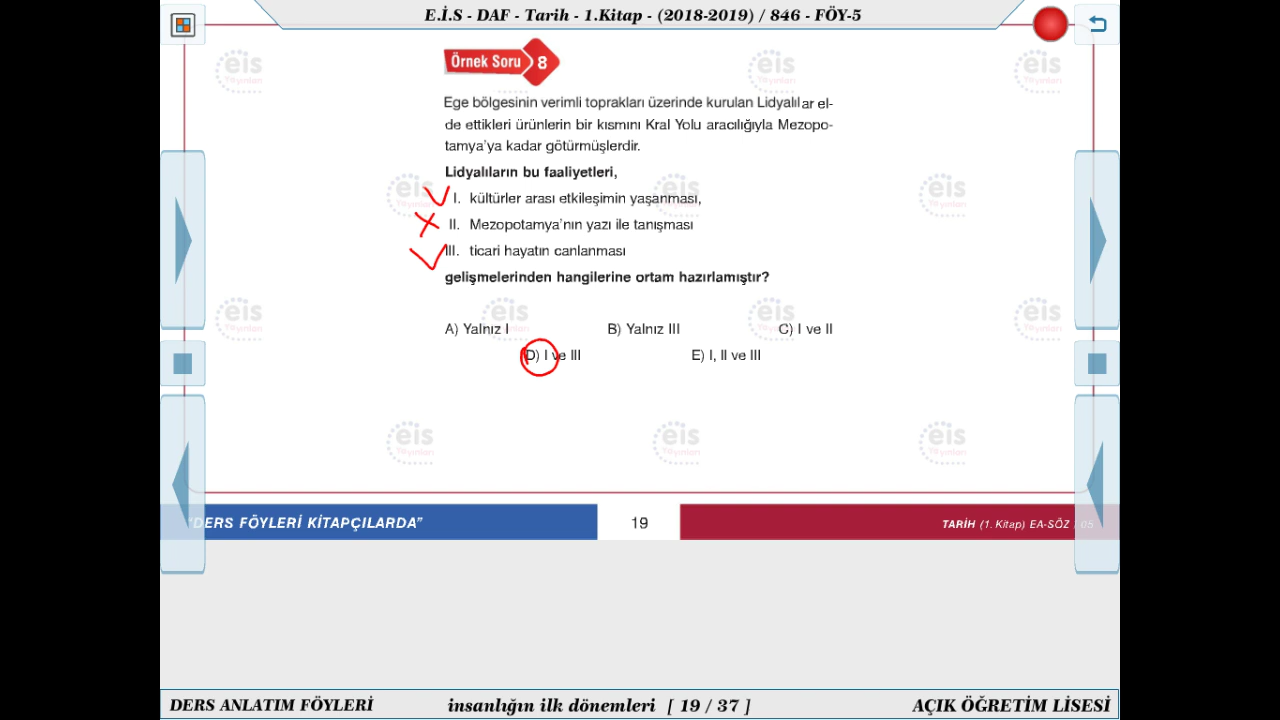 E.İ.S - DAF - Tarih - 1.Kitap - (2018-2019) / 846 - FÖY-5
Örnek Soru 8
Ege bölgesinin verimli toprakları üzerinde kurulan Lidyalılar el-
de ettikleri ürünlerin bir kısmını Kral Yolu aracılığıyla Mezopo-
tamya'ya kadar götürmüşlerdir.
Lidyalıların bu faaliyetleri,
I. kültürler arası etkileşimin yaşanması,
II. Mezopotamya'nın yazı ile tanışması
III. ticari hayatın canlanması
gelişmelerinden hangilerine ortam hazırlamıştır?
A) Yalnız I B) Yalnız III C) I ve II
D) I ve III E) I, II ve III
eis Yayınları
"DERS FÖYLERİ KİTAPÇILARDA" 19 TARİH (1. Kitap) EA-SÖZ / 05
DERS ANLATIM FÖYLERİ insanlığın ilk dönemleri [ 19 / 37 ] AÇIK ÖĞRETİM LİSESİ